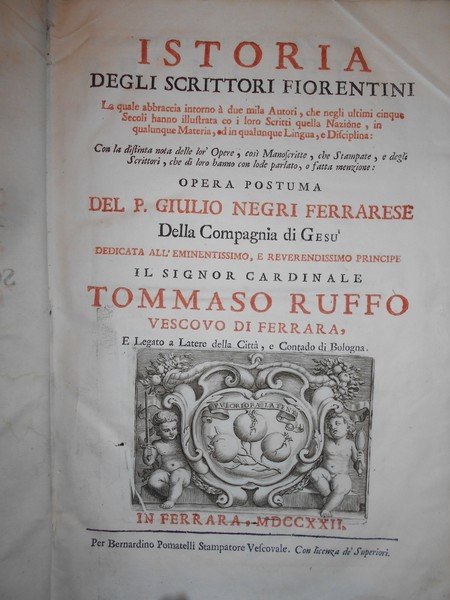 ISTORIA
DEGLI SCRITTORI FIORENTINI
La quale abbraccia intorno à due mila Autori, che negli ultimi cinque
Secoli hanno illustrata co i loro Scritti quella Nazione, in
qualunque Materia, ed in qualunque Lingua, e Disciplina:
Con la distinta nota delle lor' Opere, così Manoscritte, che Stampate, e degli
Scrittori, che di loro hanno con lode parlato, o fatta menzione:
OPERA POSTUMA
DEL P. GIULIO NEGRI FERRARESE
Della Compagnia di GESU'
DEDICATA ALL'EMINENTISSIMO, E REVERENDISSIMO PRINCIPE
IL SIGNOR CARDINALE
TOMMASO RUFFO
VESCOVO DI FERRARA,
E Legato a Latere della Città, e Contado di Bologna.
IN FERRARA, MDCCXXII.
Per Bernardino Pomatelli Stampatore Vescovale. Con licenza de' Superiori.